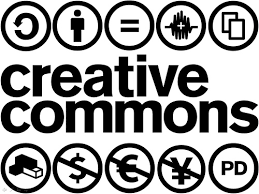 creative
commons
$ € ¥ PD